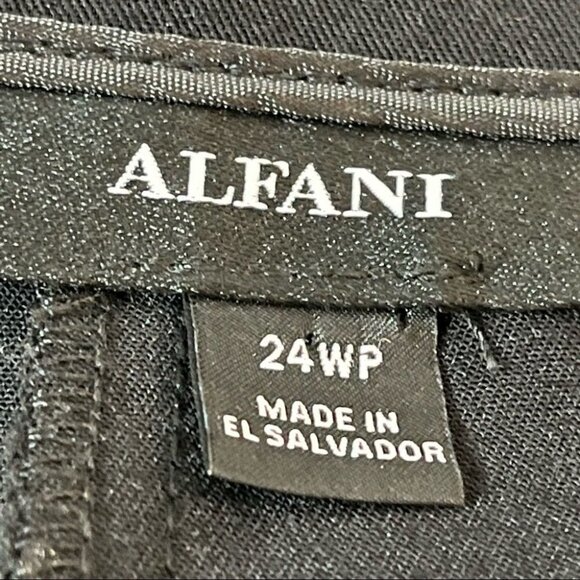 ALFANI
24WP
MADE IN
EL SALVADOR